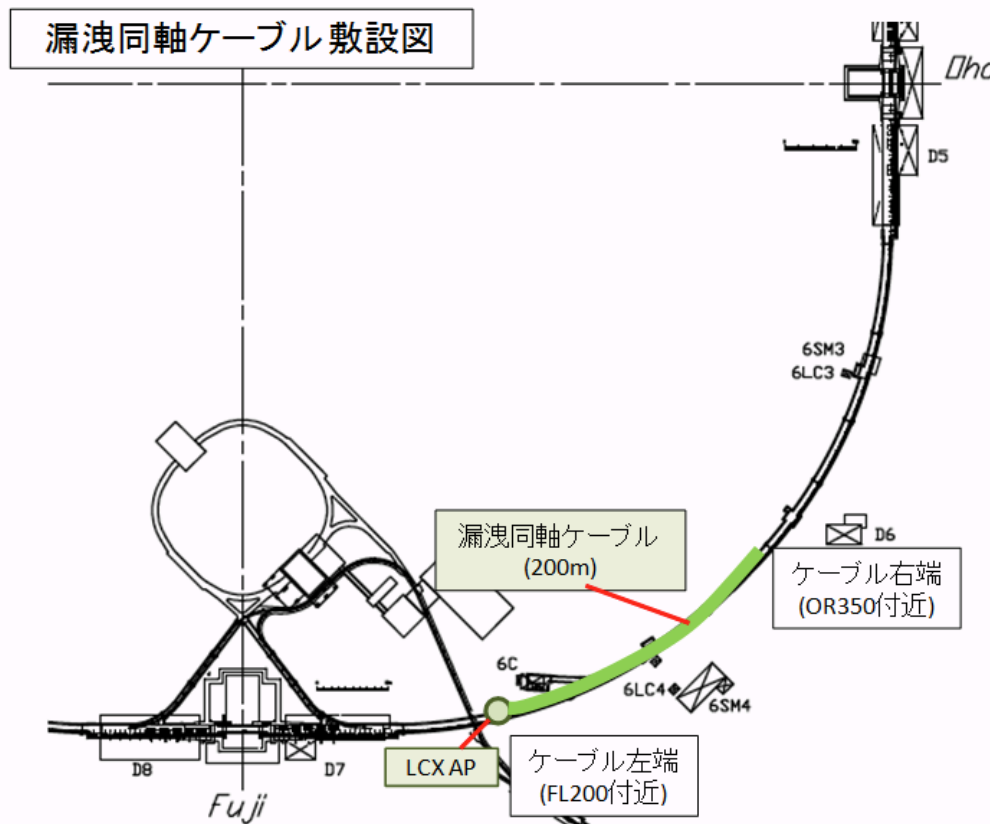 漏洩同軸ケーブル敷設図
D5
6SM3
6LC3
漏洩同軸ケーブル
(200m)
D6
ケーブル右端
(OR350付近)
6C
6LC4
6SM4
LCX AP
ケーブル左端
(FL200付近)
D8
D7
Fuji